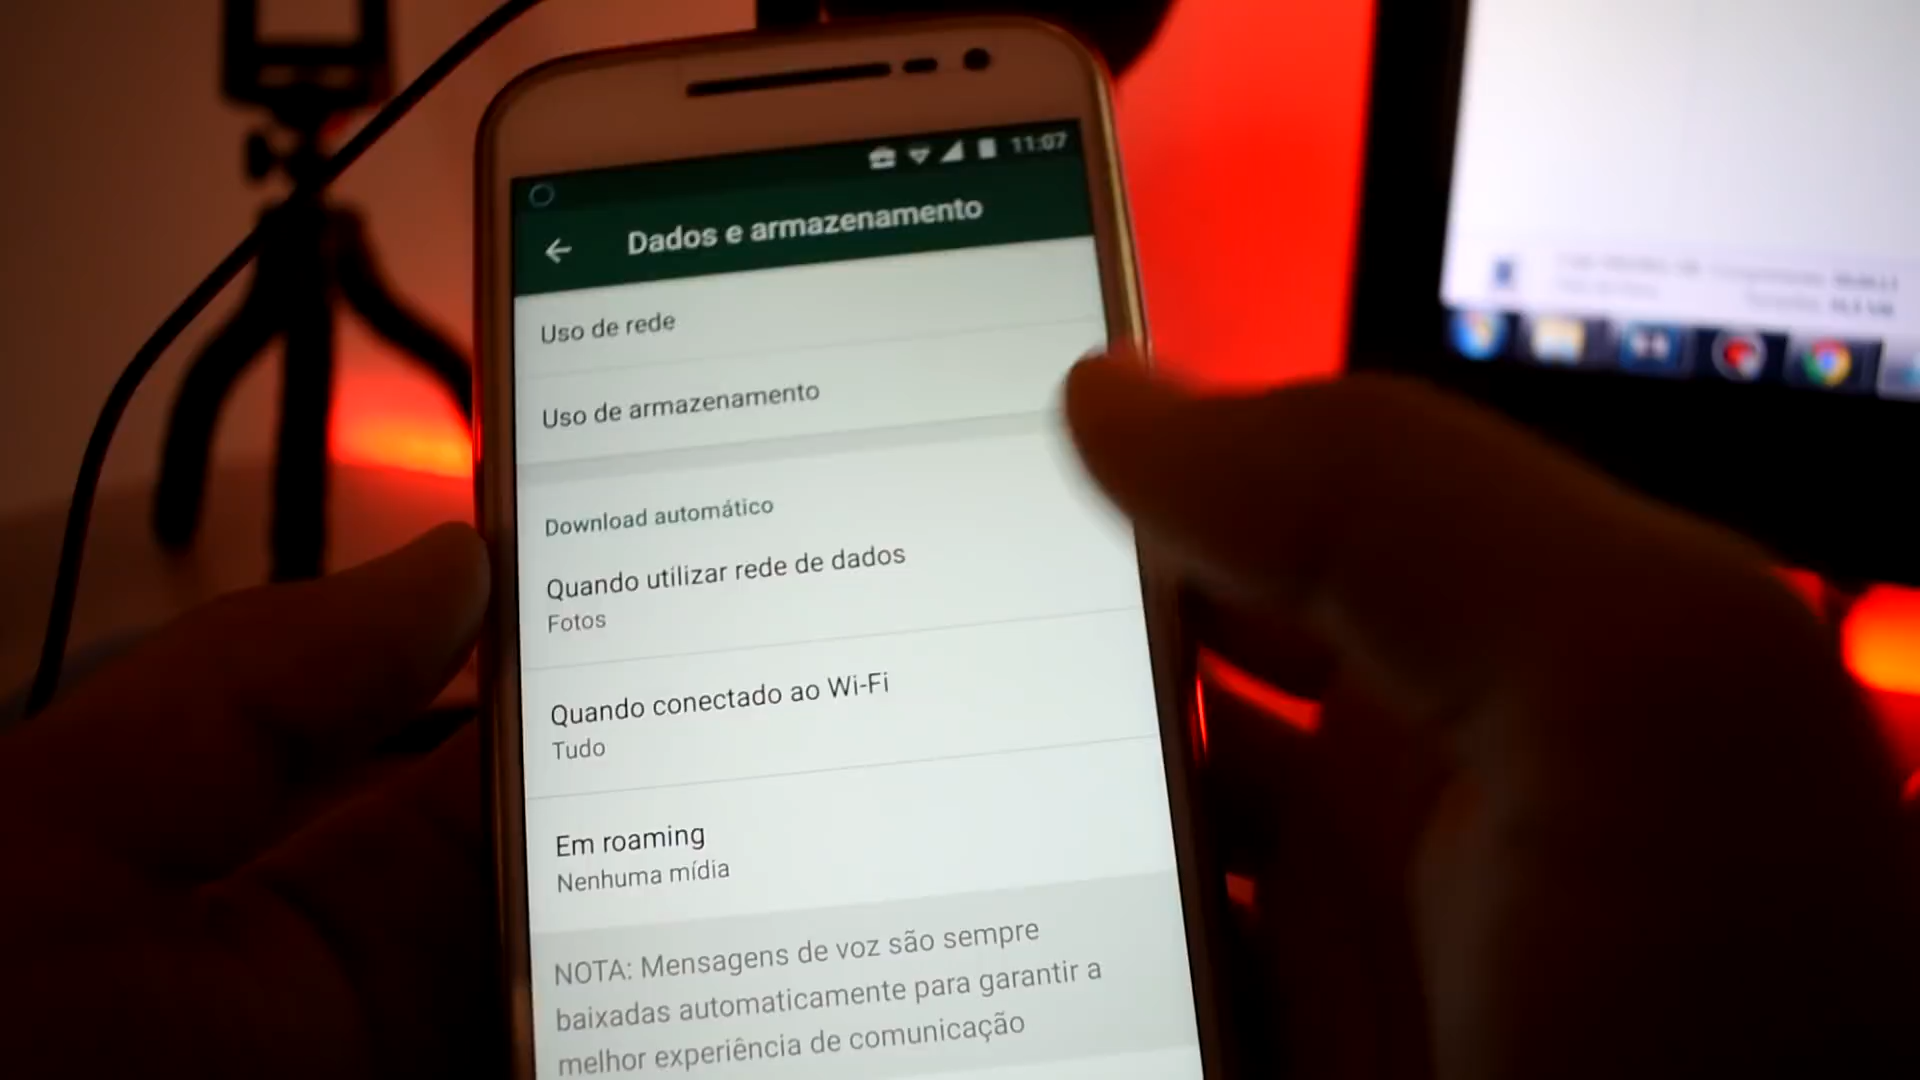 11:07
Dados e armazenamento
Uso de rede
Uso de armazenamento
Download automático
Quando utilizar rede de dados
Fotos
Quando conectado ao Wi-Fi
Tudo
Em roaming
Nenhuma mídia
NOTA: Mensagens de voz são sempre
baixadas automaticamente para garantir a
melhor experiência de comunicação